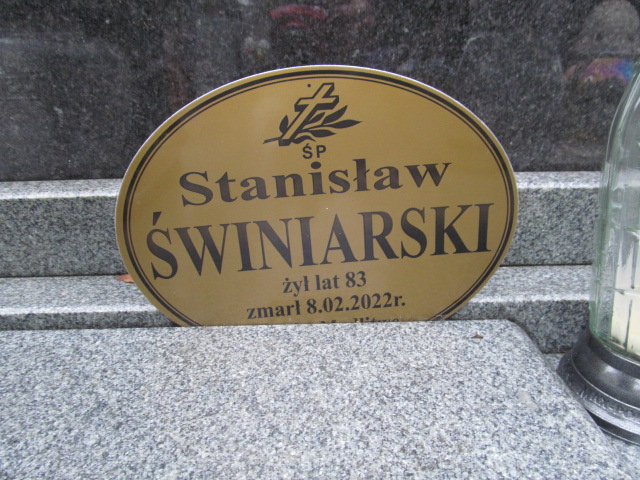 ŚP
Stanisław
ŚWINIARSKI
żył lat 83
zmarł 8.02.2022r.